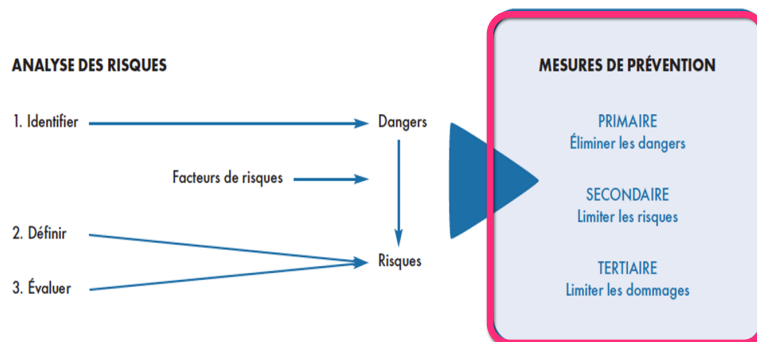 ANALYSE DES RISQUES
1. Identifier
Dangers
Facteurs de risques
2. Définir
Risques
3. Évaluer
MESURES DE PRÉVENTION
PRIMAIRE
Éliminer les dangers
SECONDAIRE
Limiter les risques
TERTIAIRE
Limiter les dommages